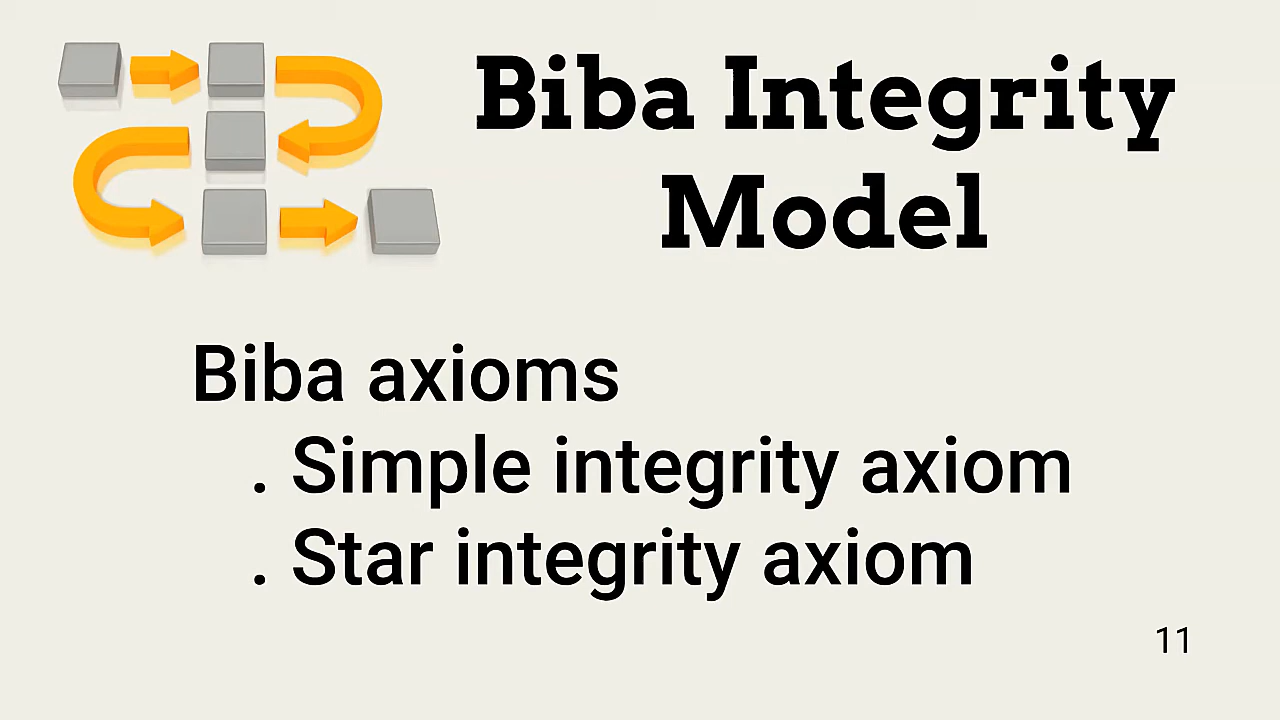 Biba Integrity
Model
Biba axioms
. Simple integrity axiom
. Star integrity axiom
11